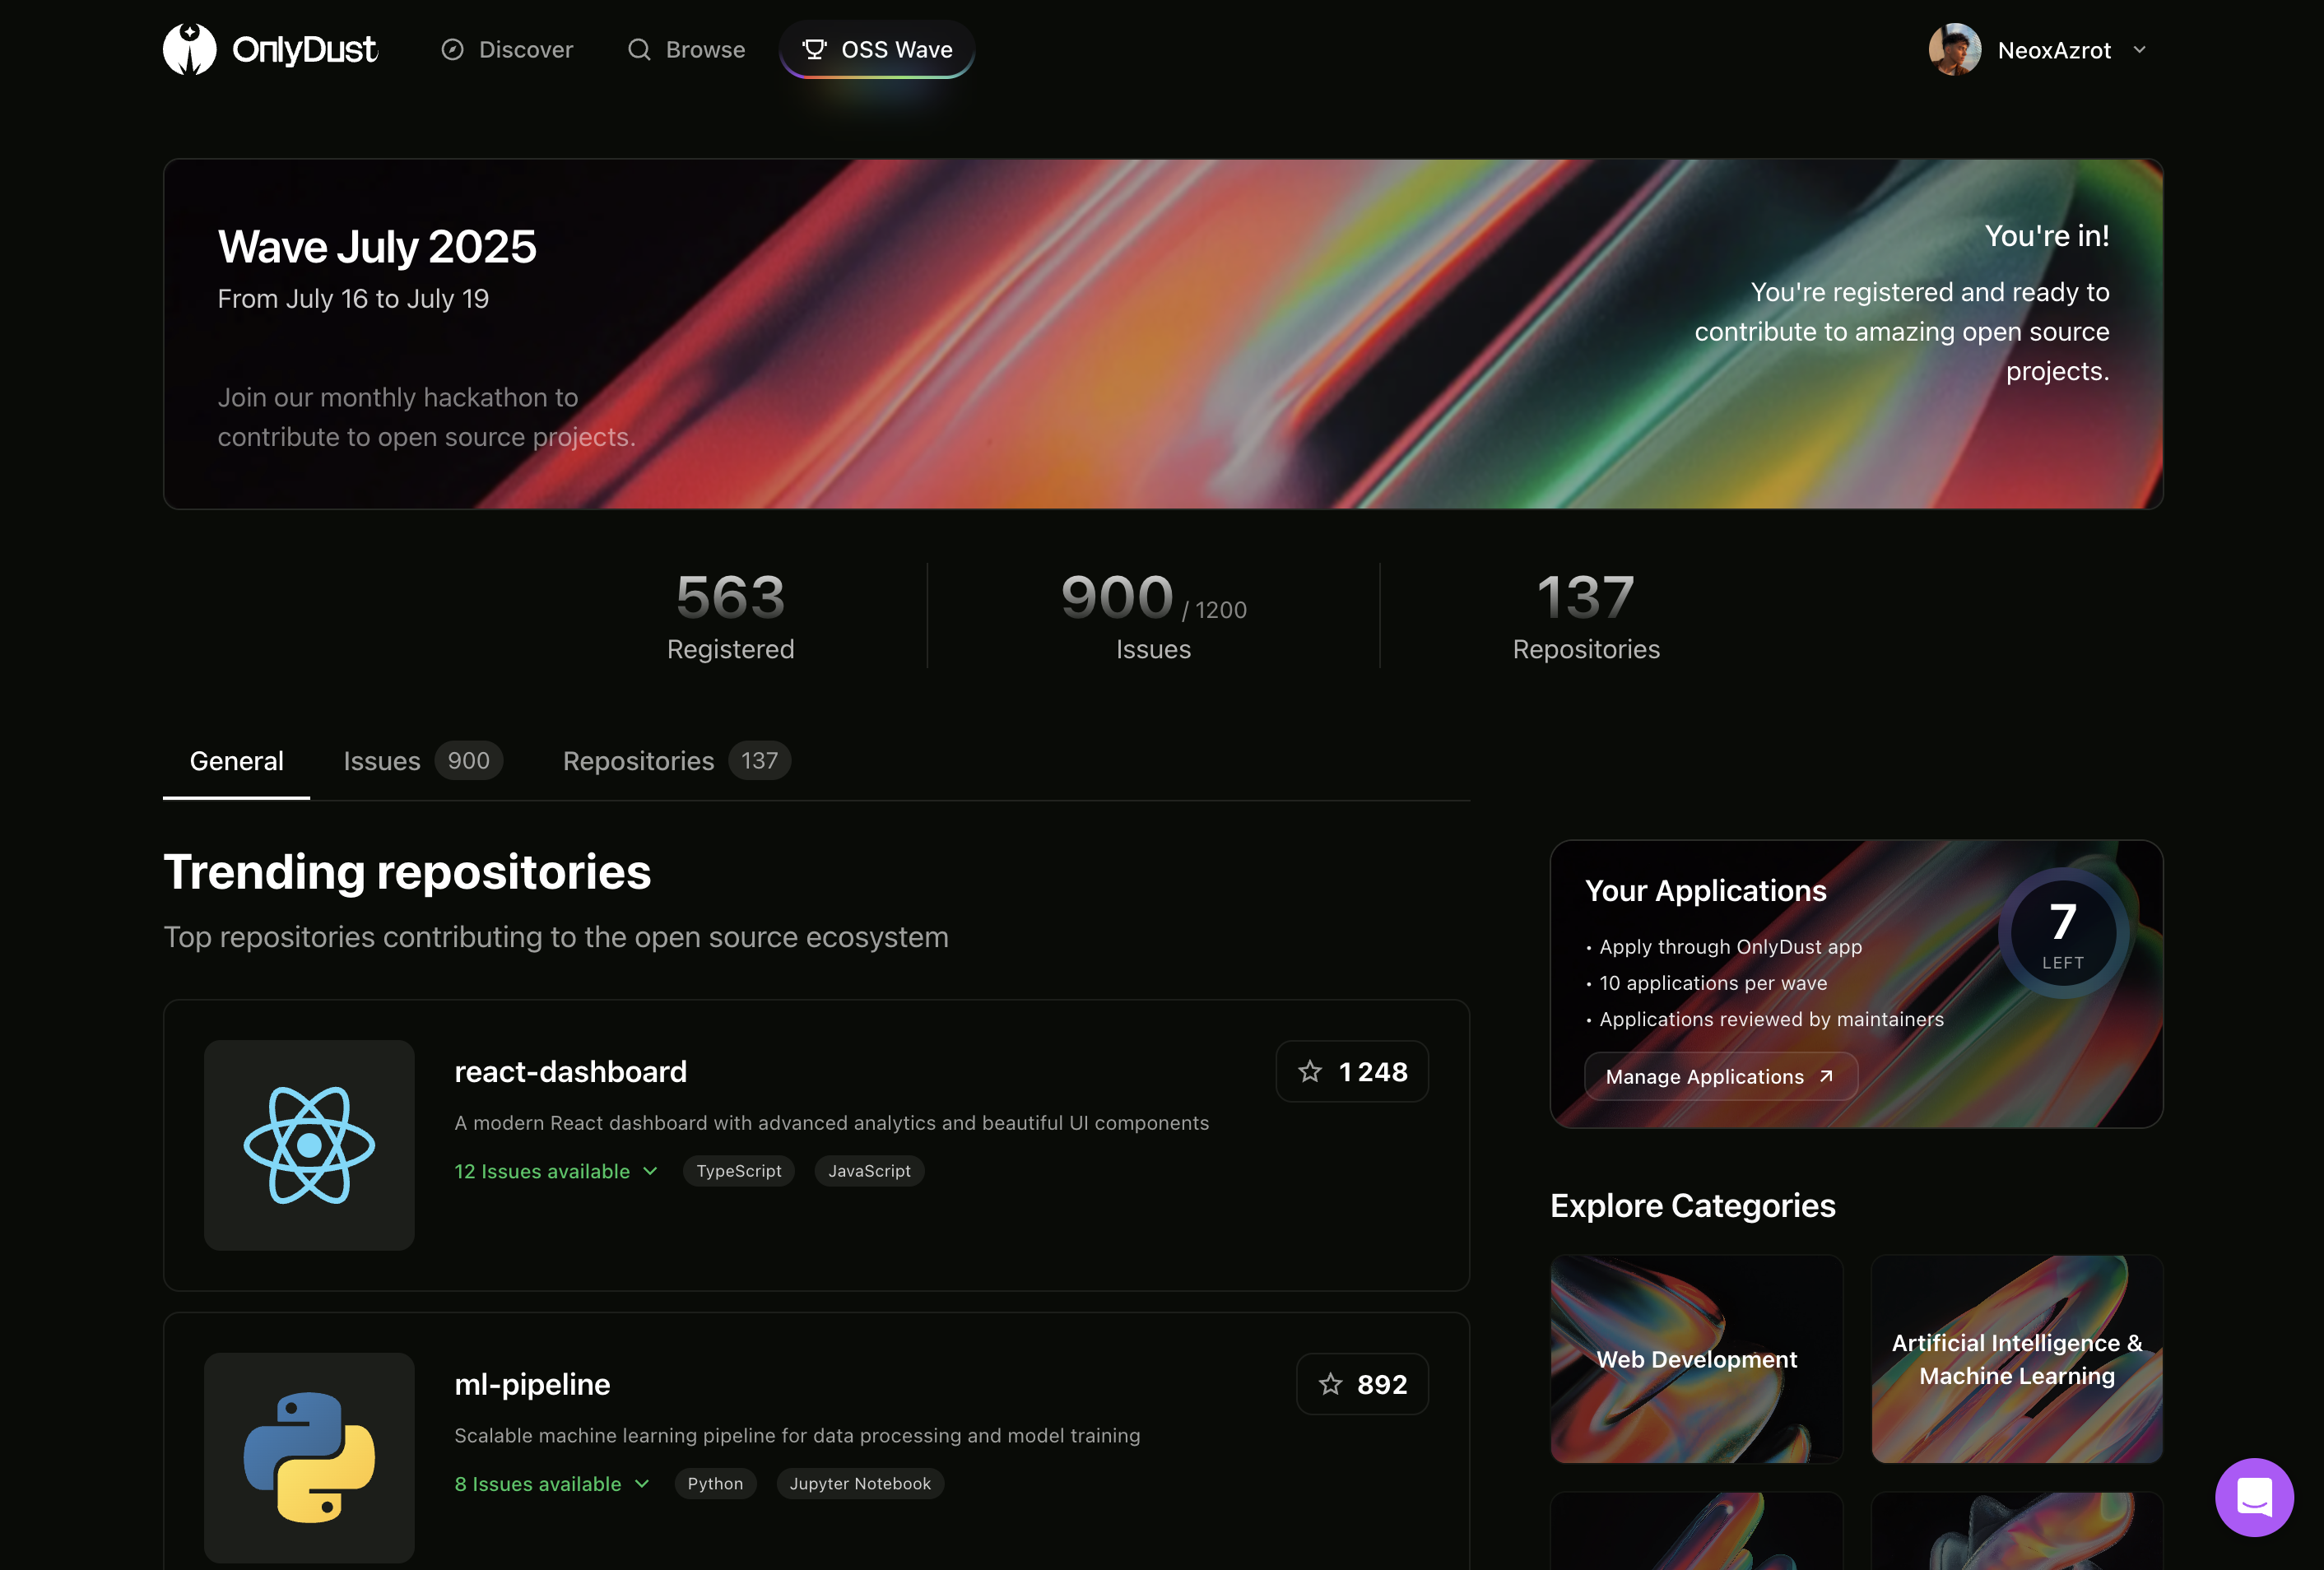 OnlyDust
Discover
Browse
OSS Wave
NeoxAzrot
Wave July 2025
From July 16 to July 19
Join our monthly hackathon to
contribute to open source projects.
You're in!
You're registered and ready to
contribute to amazing open source
projects.
563
Registered
900 / 1200
Issues
137
Repositories
General
Issues 900
Repositories 137
Trending repositories
Top repositories contributing to the open source ecosystem
react-dashboard
1 248
A modern React dashboard with advanced analytics and beautiful UI components
12 Issues available
TypeScript
JavaScript
ml-pipeline
892
Scalable machine learning pipeline for data processing and model training
8 Issues available
Python
Jupyter Notebook
Your Applications
• Apply through OnlyDust app
• 10 applications per wave
• Applications reviewed by maintainers
7
LEFT
Manage Applications
Explore Categories
Web Development
Artificial Intelligence &
Machine Learning